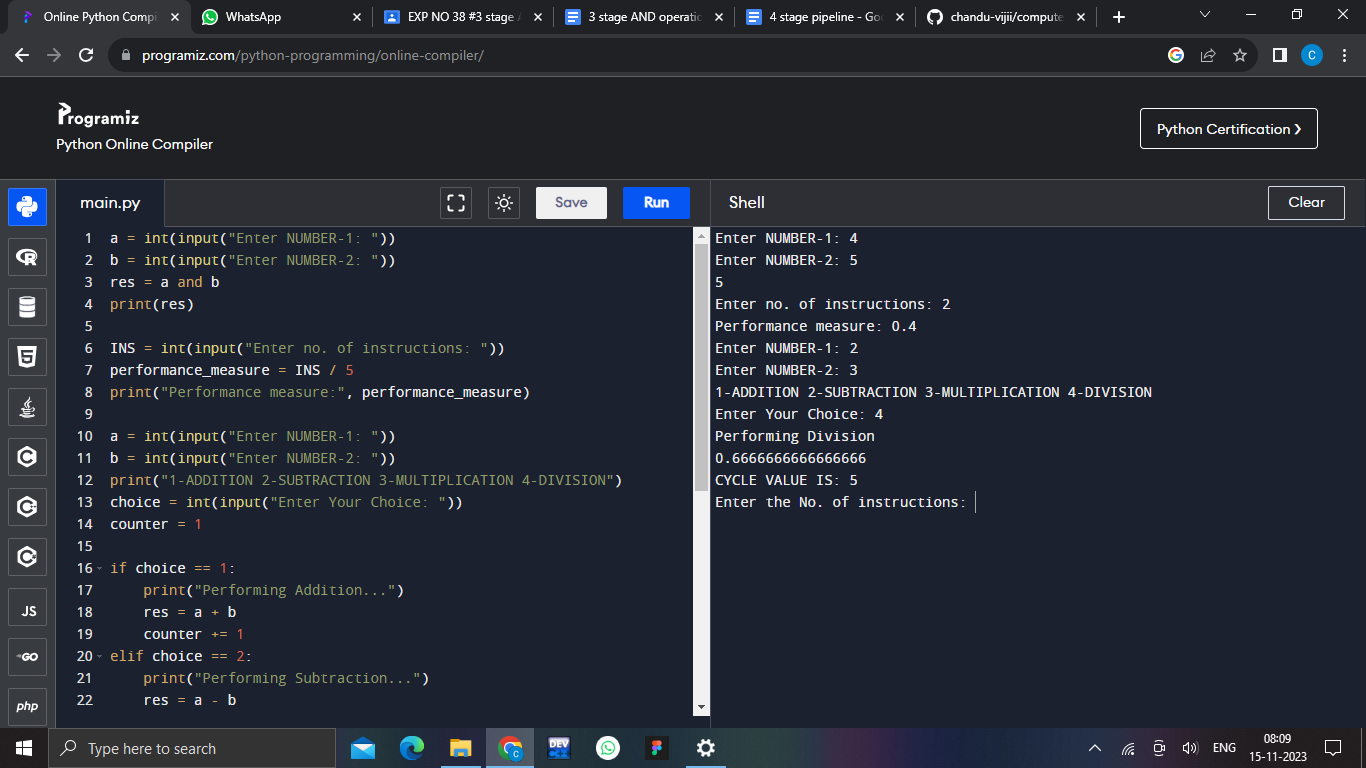 Online Python Compi
WhatsApp
EXP NO 38 #3 stage A
3 stage AND operatio
4 stage pipeline - Goo
chandu-vijii/compute
programiz.com/python-programming/online-compiler/
C
Programiz
Python Online Compiler
Python Certification ❯
main.py
Save
Run
Shell
Clear
1 a = int(input("Enter NUMBER-1: "))
2 b = int(input("Enter NUMBER-2: "))
3 res = a and b
4 print(res)
5
6 INS = int(input("Enter no. of instructions: "))
7 performance_measure = INS / 5
8 print("Performance measure:", performance_measure)
9
10 a = int(input("Enter NUMBER-1: "))
11 b = int(input("Enter NUMBER-2: "))
12 print("1-ADDITION 2-SUBTRACTION 3-MULTIPLICATION 4-DIVISION")
13 choice = int(input("Enter Your Choice: "))
14 counter = 1
15
16 if choice == 1:
17     print("Performing Addition...")
18     res = a + b
19     counter += 1
20 elif choice == 2:
21     print("Performing Subtraction...")
22     res = a - b
Enter NUMBER-1: 4
Enter NUMBER-2: 5
5
Enter no. of instructions: 2
Performance measure: 0.4
Enter NUMBER-1: 2
Enter NUMBER-2: 3
1-ADDITION 2-SUBTRACTION 3-MULTIPLICATION 4-DIVISION
Enter Your Choice: 4
Performing Division
0.6666666666666666
CYCLE VALUE IS: 5
Enter the No. of instructions:
R
5
C
C
JS
GO
php
Type here to search
C
DEV
ENG
08:09
15-11-2023